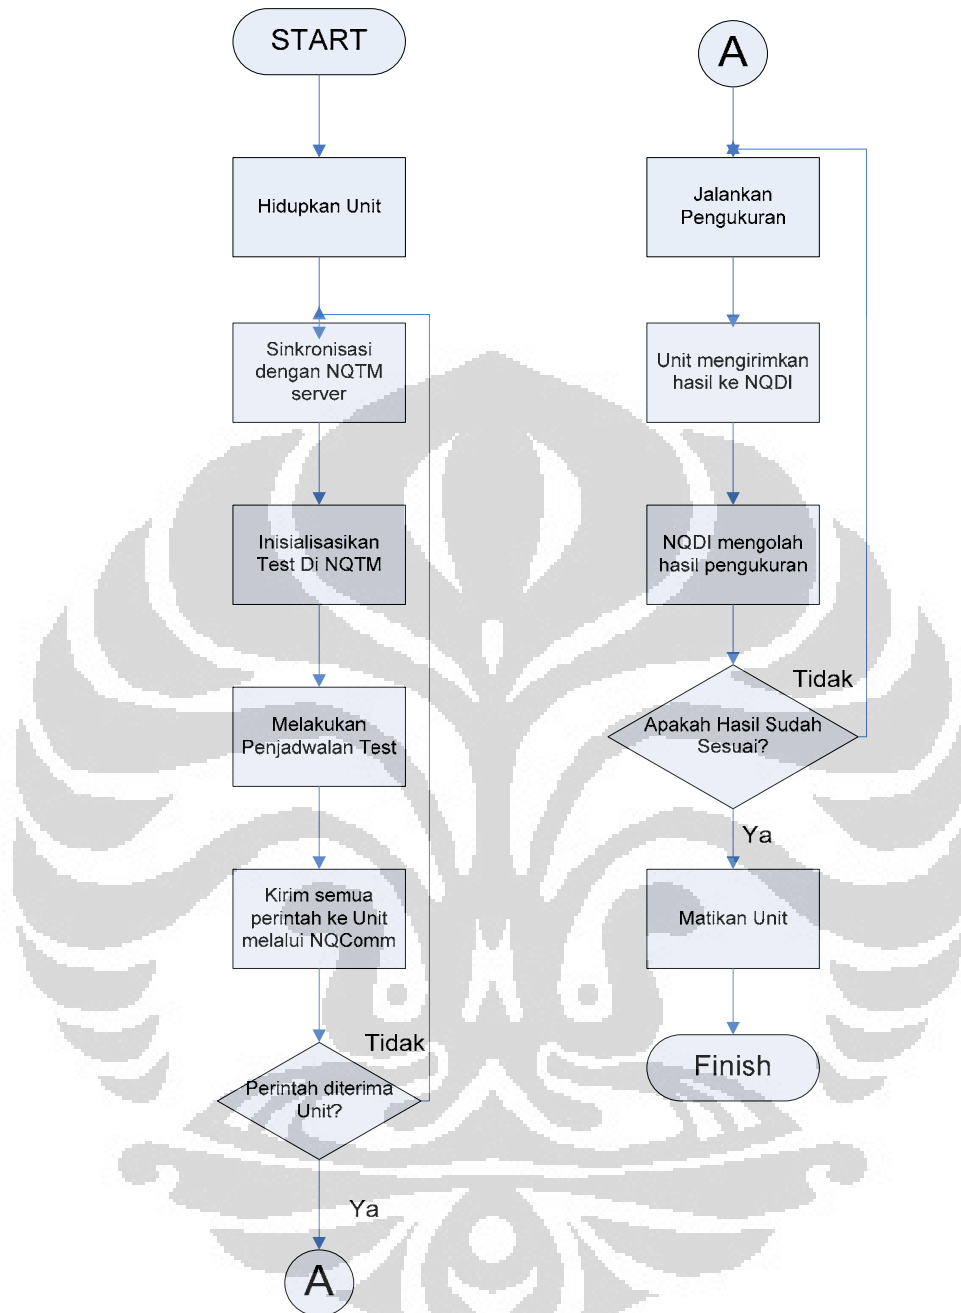 START
Hidupkan Unit
Sinkronisasi
dengan NQTM
server
Inisialisasikan
Test Di NQTM
Melakukan
Penjadwalan Test
Kirim semua
perintah ke Unit
melalui NQComm
Tidak
Perintah diterima
Unit?
Ya
A
A
Jalankan
Pengukuran
Unit mengirimkan
hasil ke NQDI
NQDI mengolah
hasil pengukuran
Tidak
Apakah Hasil Sudah
Sesuai?
Ya
Matikan Unit
Finish